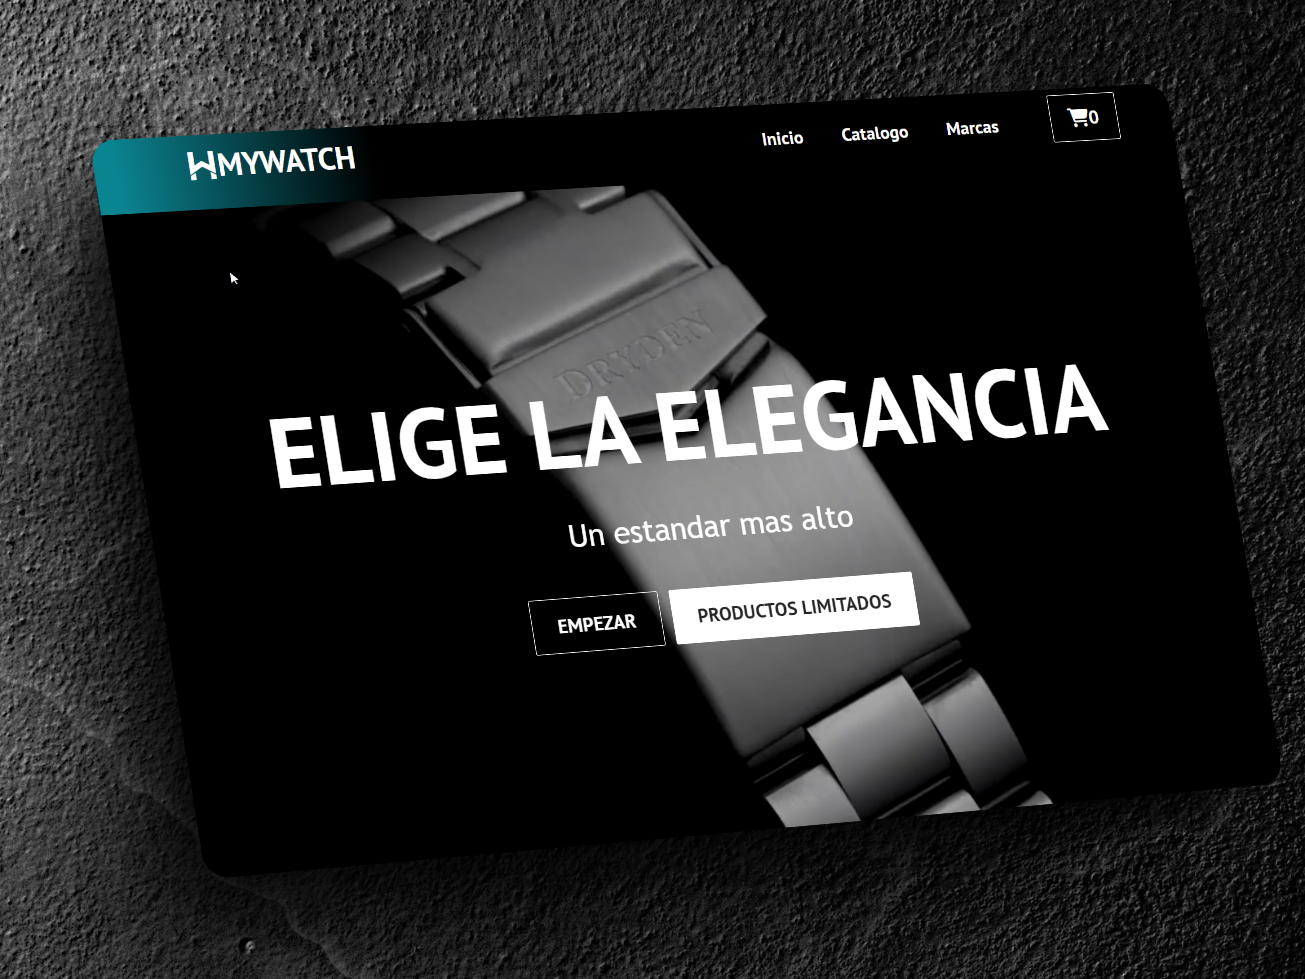 MYWATCH
Inicio
Catalogo
Marcas
0
DRYDEN
ELIGE LA ELEGANCIA
Un estandar mas alto
EMPEZAR
PRODUCTOS LIMITADOS